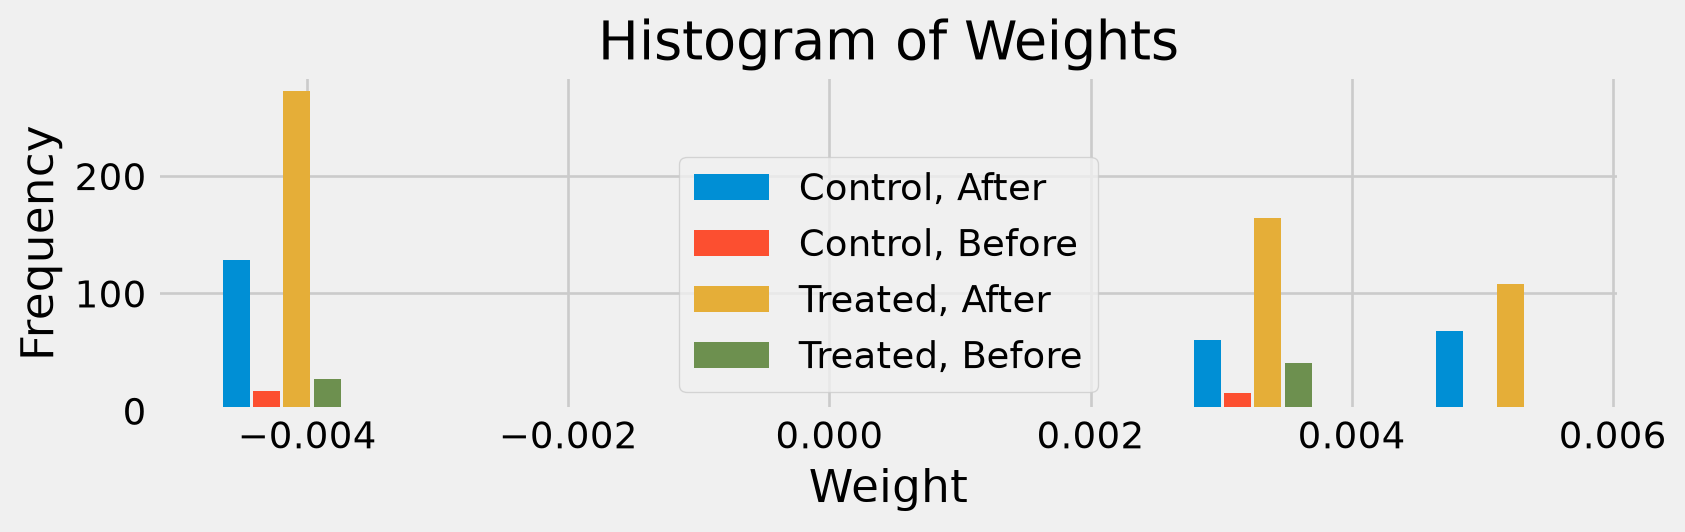 Histogram of Weights
Frequency
200
100
0
Control, After
Control, Before
Treated, After
Treated, Before
−0.004
−0.002
0.000
0.002
0.004
0.006
Weight